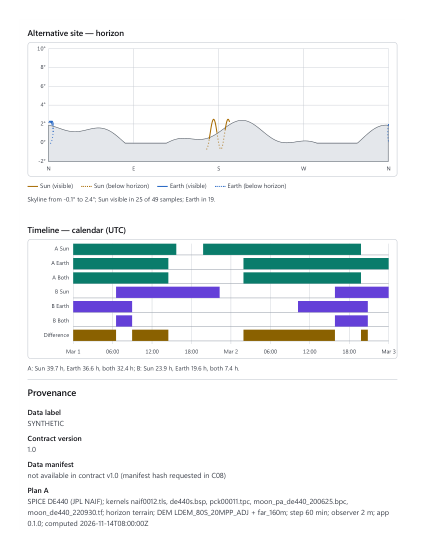 Alternative site — horizon
10°
8°
6°
4°
2°
0°
-2°
N
E
S
W
N
Sun (visible)
Sun (below horizon)
Earth (visible)
Earth (below horizon)
Skyline from -0.1° to 2.4°; Sun visible in 25 of 49 samples; Earth in 19.
Timeline — calendar (UTC)
A Sun
A Earth
A Both
B Sun
B Earth
B Both
Difference
Mar 1
06:00
12:00
18:00
Mar 2
06:00
12:00
18:00
Mar 3
A: Sun 39.7 h, Earth 36.6 h, both 32.4 h; B: Sun 23.9 h, Earth 19.6 h, both 7.4 h.
Provenance
Data label
SYNTHETIC
Contract version
1.0
Data manifest
not available in contract v1.0 (manifest hash requested in C08)
Plan A
SPICE DE440 (JPL NAIF); kernels naif0012.tls, de440s.bsp, pck00011.tpc, moon_pa_de440_200625.bpc,
moon_de440_220930.tf; horizon terrain; DEM LDEM_80S_20MPP_ADJ + far_160m; step 60 min; observer 2 m; app
0.1.0; computed 2026-11-14T08:00:00Z